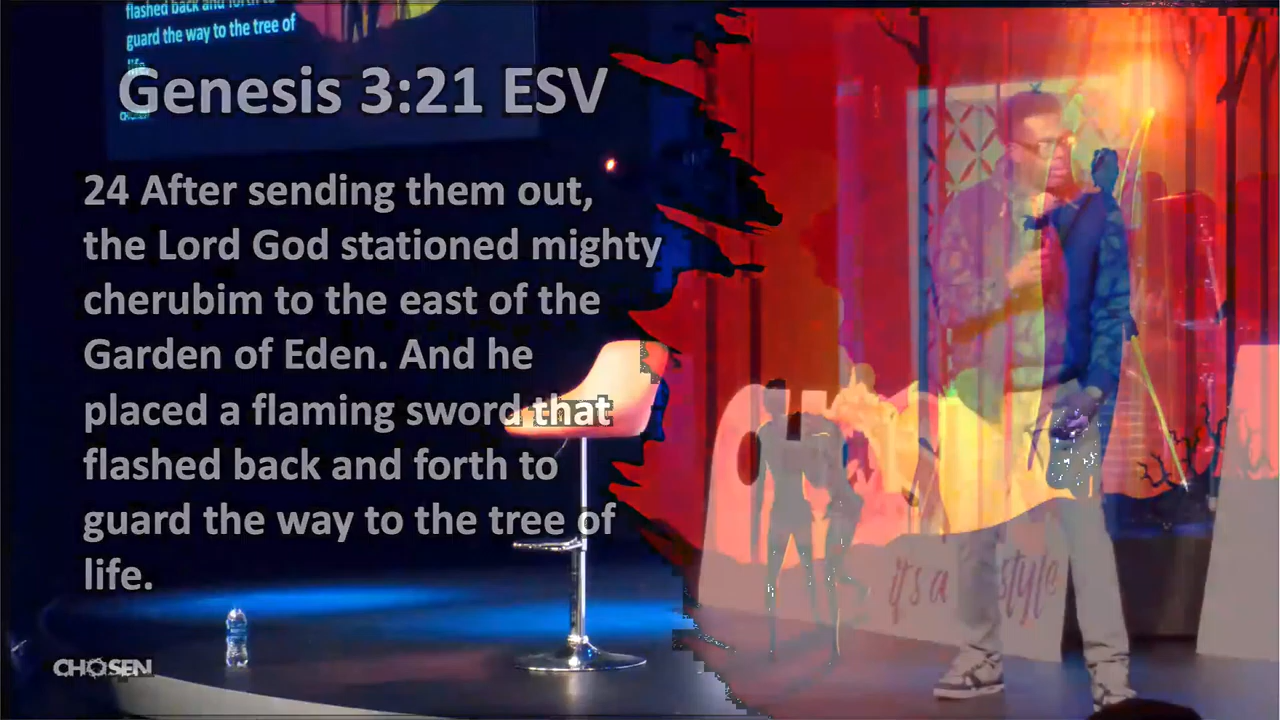 flashed back and forth to
guard the way to the tree of
life.
Genesis 3:21 ESV
24 After sending them out,
the Lord God stationed mighty
cherubim to the east of the
Garden of Eden. And he
placed a flaming sword that
flashed back and forth to
guard the way to the tree of
life.
it's a style
CHOSEN